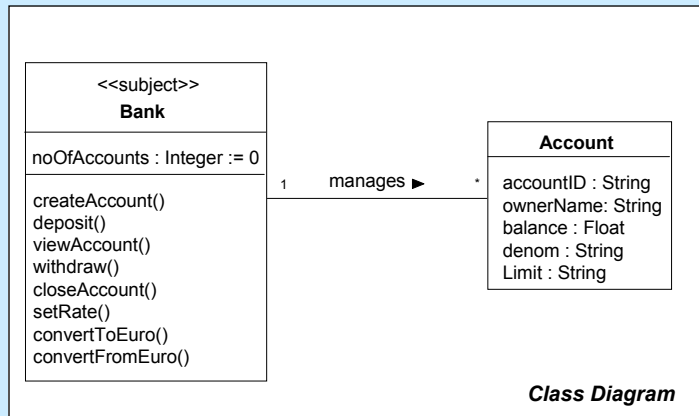 <<subject>>
Bank
noOfAccounts : Integer := 0
createAccount()
deposit()
viewAccount()
withdraw()
closeAccount()
setRate()
convertToEuro()
convertFromEuro()
1 manages ► *
Account
accountID : String
ownerName: String
balance : Float
denom : String
Limit : String
Class Diagram